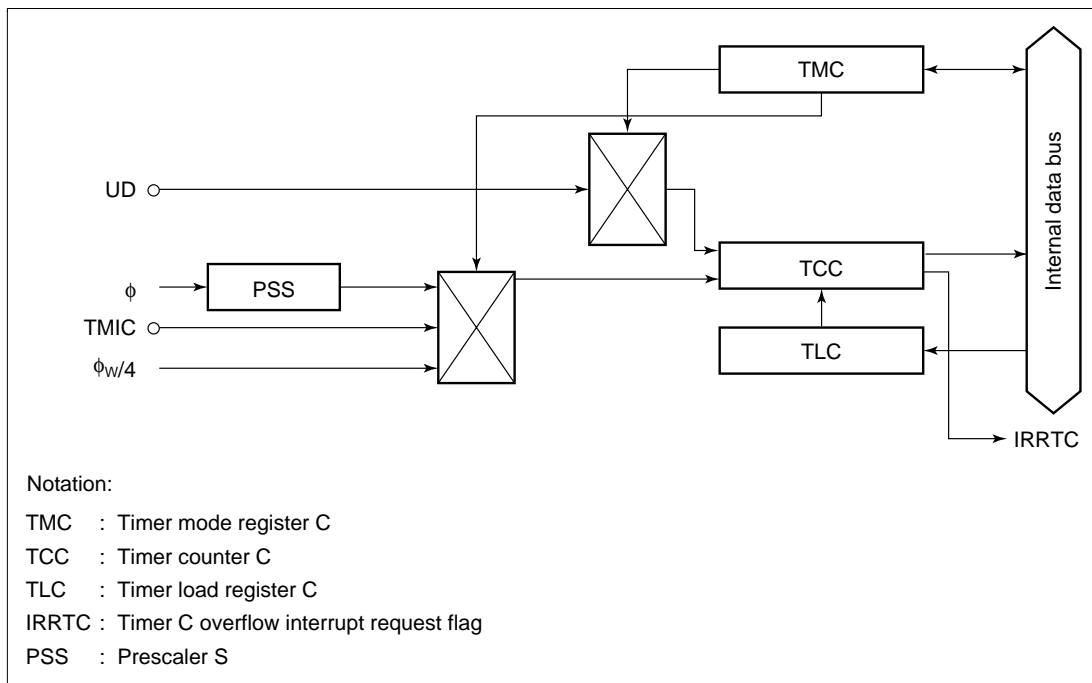 TMC
UD
TCC
Internal data bus
ϕ
PSS
TMIC
TLC
ϕW/4
IRRTC
Notation:
TMC : Timer mode register C
TCC : Timer counter C
TLC : Timer load register C
IRRTC : Timer C overflow interrupt request flag
PSS : Prescaler S